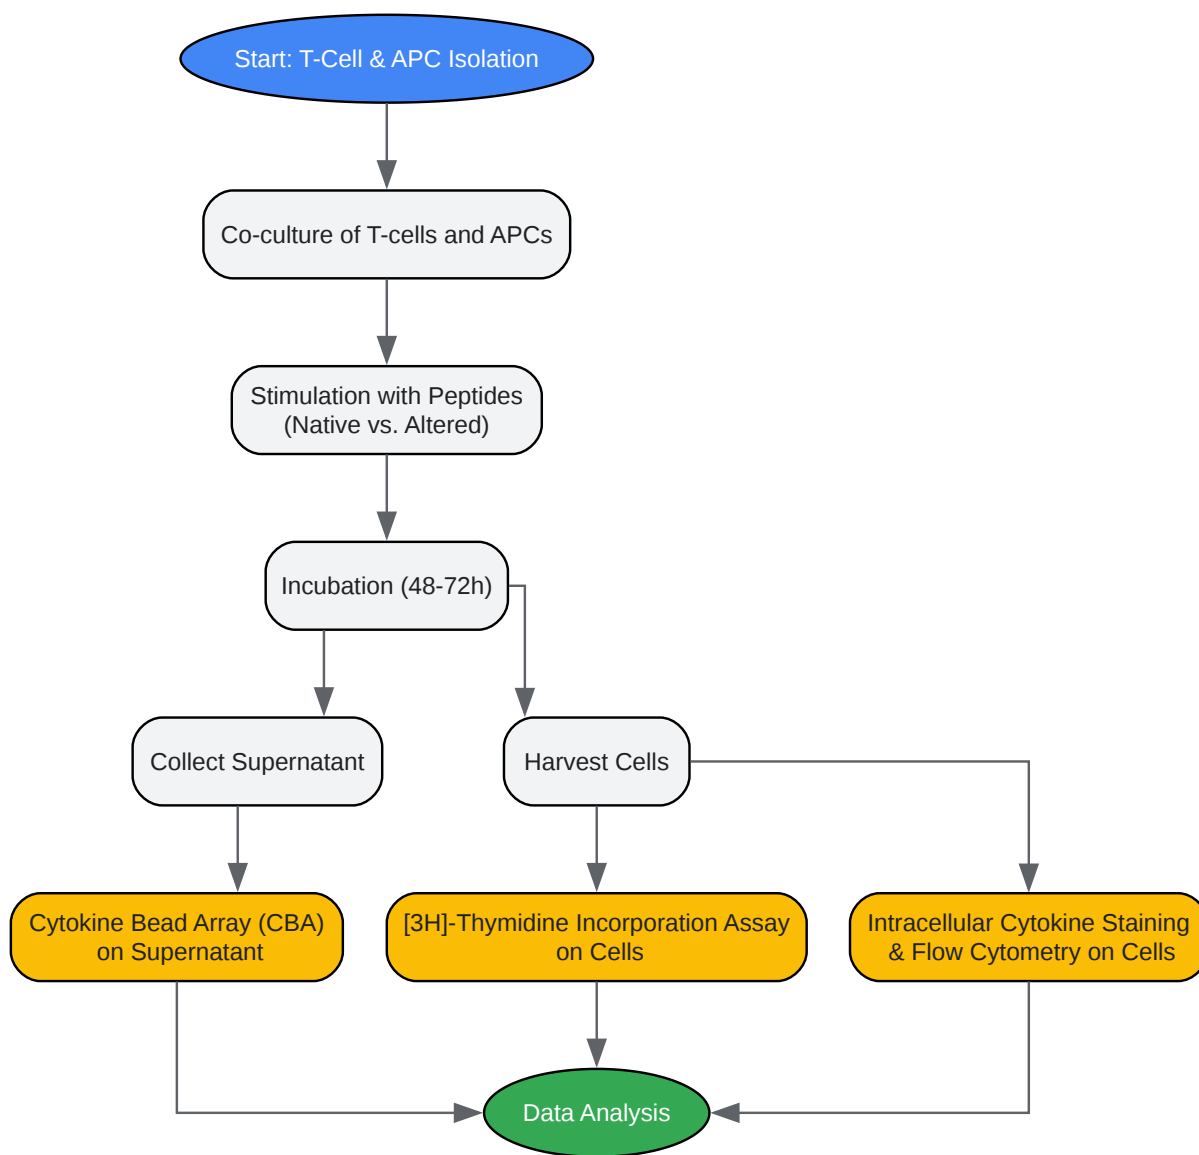 Start: T-Cell & APC Isolation
Co-culture of T-cells and APCs
Stimulation with Peptides
(Native vs. Altered)
Incubation (48-72h)
Collect Supernatant
Harvest Cells
Cytokine Bead Array (CBA)
on Supernatant
[3H]-Thymidine Incorporation Assay
on Cells
Intracellular Cytokine Staining
& Flow Cytometry on Cells
Data Analysis